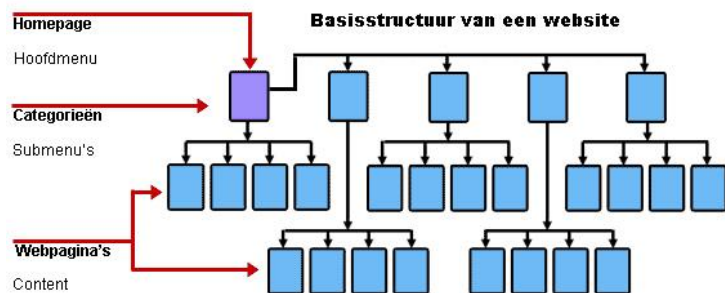 Basisstructuur van een website
Homepage
Hoofdmenu
Categorieën
Submenu's
Webpagina's
Content